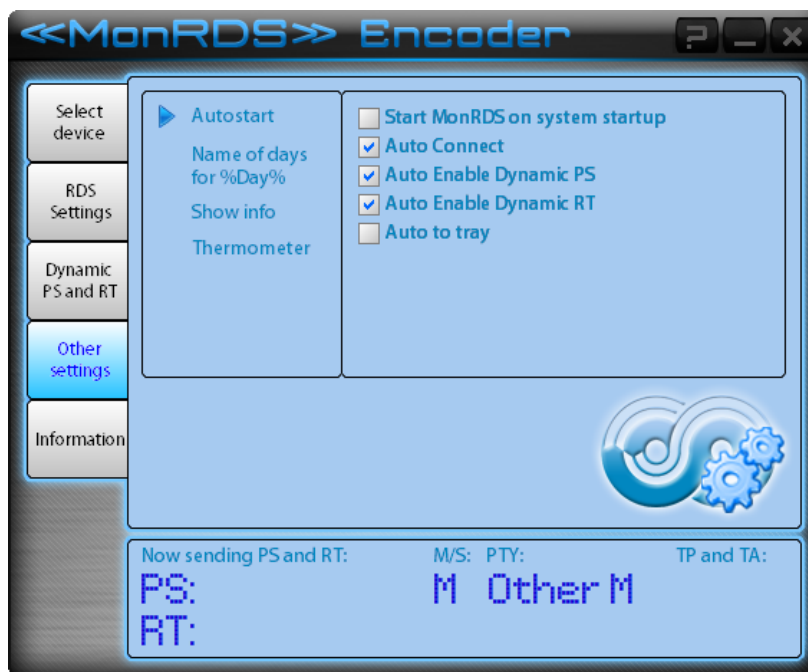 ≪MonRDS≫ Encoder
?
Select
device
RDS
Settings
Dynamic
PS and RT
Other
settings
Information
Autostart
Name of days
for %Day%
Show info
Thermometer
Start MonRDS on system startup
Auto Connect
Auto Enable Dynamic PS
Auto Enable Dynamic RT
Auto to tray
Now sending PS and RT: M/S: PTY: TP and TA:
PS: M Other M
RT: